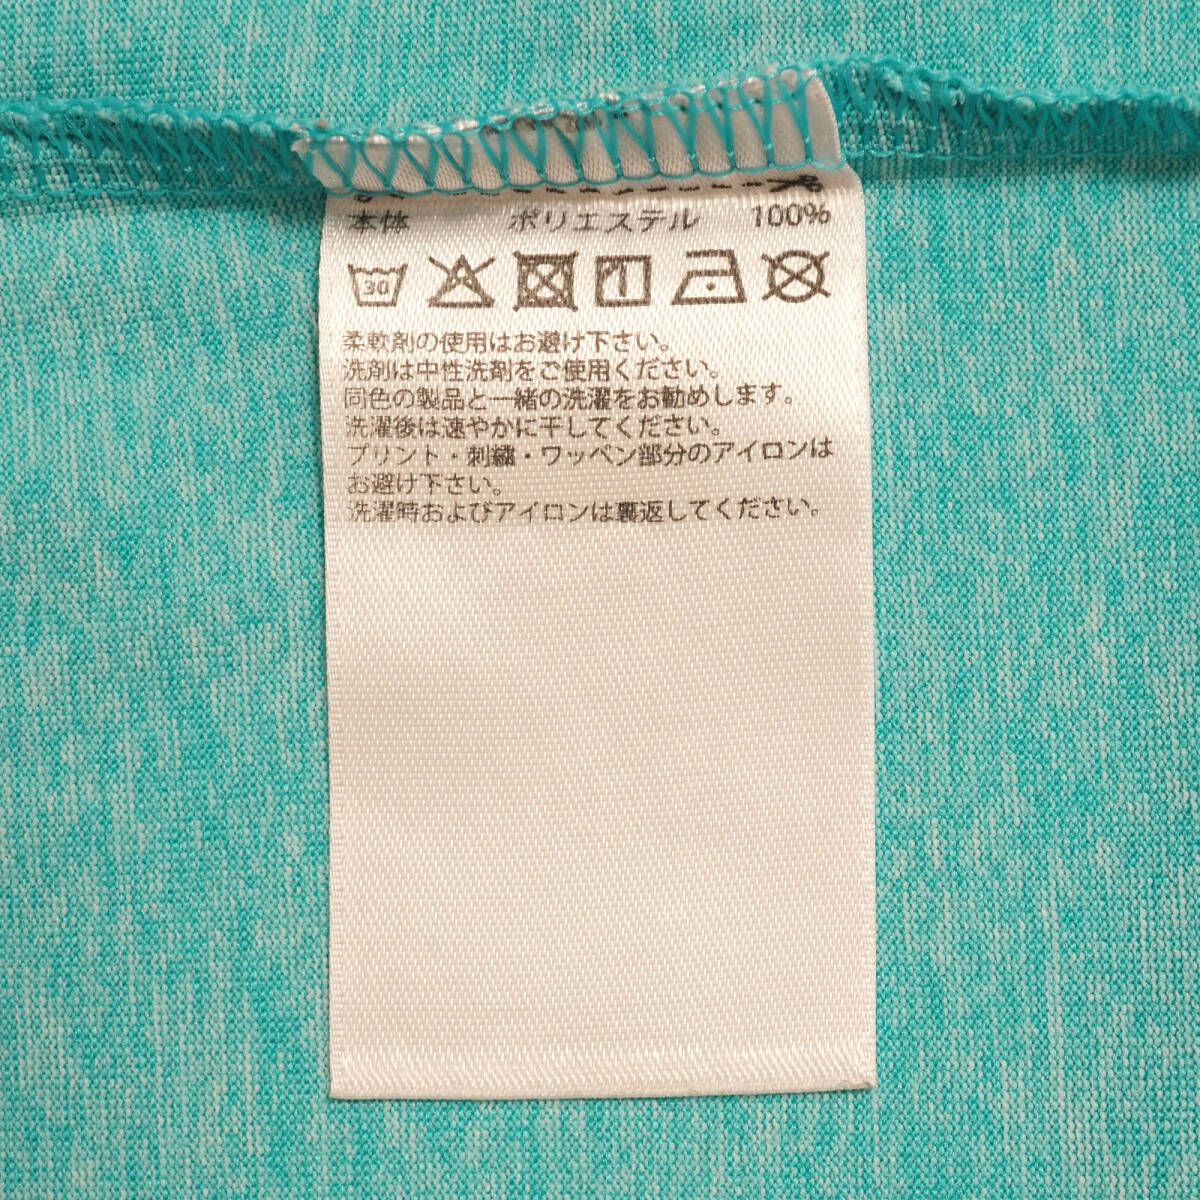 本体 ポリエステル 100%
30
柔軟剤の使用はお避け下さい。
洗剤は中性洗剤をご使用ください。
同色の製品と一緒の洗濯をお勧めします。
洗濯後は速やかに干してください。
プリント・刺繍・ワッペン部分のアイロンは
お避け下さい。
洗濯時およびアイロンは裏返してください。